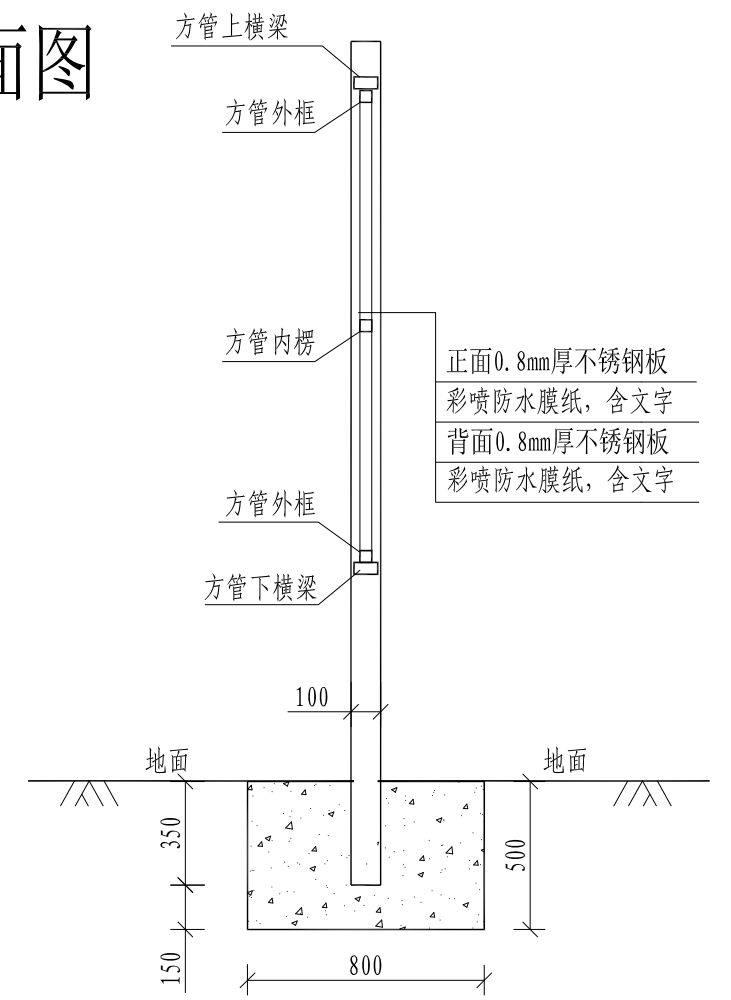 面图
方管上横梁
方管外框
方管内楞
正面0.8mm厚不锈钢板
彩喷防水膜纸，含文字
背面0.8mm厚不锈钢板
彩喷防水膜纸，含文字
方管外框
方管下横梁
100
地面
地面
350
500
150
800